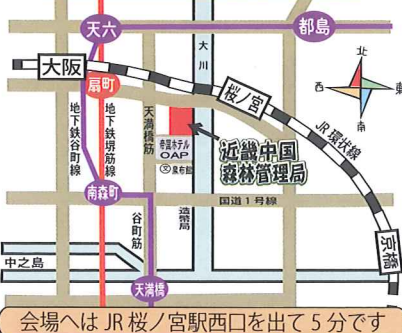 天六
都島
大川
北
西
東
南
大阪
扇町
桜ノ宮
JR環状線
地下鉄谷町線
地下鉄堺筋線
天満橋筋
帝国ホテル
OAP
泉布観
近畿中国
森林管理局
南森町
造幣局
国道1号線
谷町筋
中之島
天満橋
京橋
会場へは JR 桜ノ宮駅西口を出て 5 分です